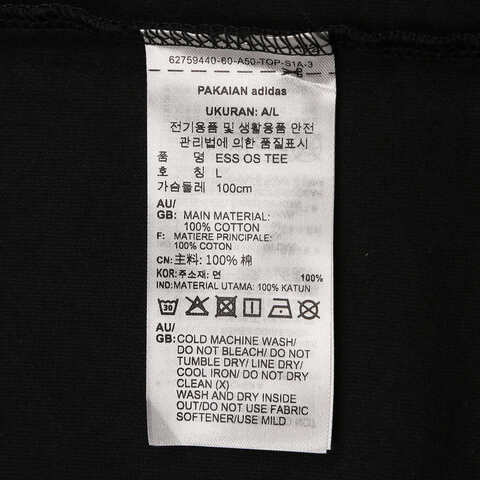 62759440-60-A50-TOP-S1A-3
PAKAIAN adidas
UKURAN: A/L
전기용품 및 생활용품 안전
관리법에 의한 품질표시
품 명 ESS OS TEE
호 칭 L
가슴둘레 100cm
AU/
GB: MAIN MATERIAL:
100% COTTON
F: MATIERE PRINCIPALE:
100% COTON
CN: 主料: 100% 棉
KOR: 주소재: 면 100%
IND: MATERIAL UTAMA: 100% KATUN
30
AU/
GB: COLD MACHINE WASH/
DO NOT BLEACH/ DO NOT
TUMBLE DRY/ LINE DRY/
COOL IRON/ DO NOT DRY
CLEAN (X)
WASH AND DRY INSIDE
OUT/DO NOT USE FABRIC
SOFTENER/USE MILD